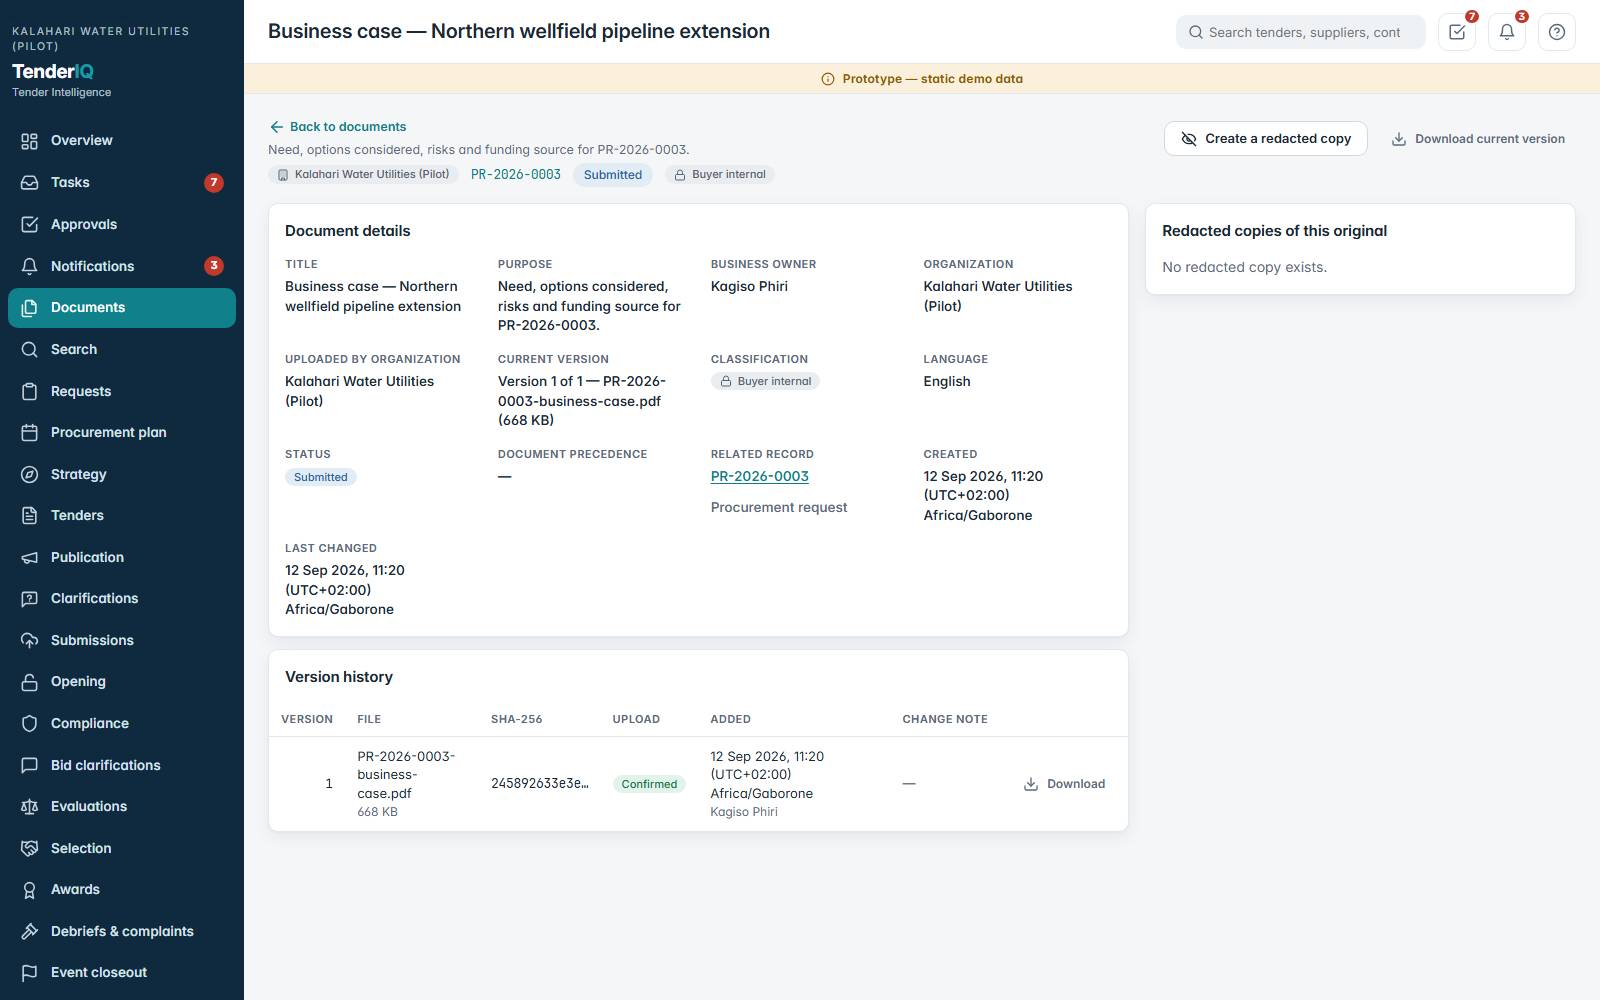 KALAHARI WATER UTILITIES
(PILOT)
TenderIQ
Tender Intelligence
Overview
Tasks 7
Approvals
Notifications 3
Documents
Search
Requests
Procurement plan
Strategy
Tenders
Publication
Clarifications
Submissions
Opening
Compliance
Bid clarifications
Evaluations
Selection
Awards
Debriefs & complaints
Event closeout
Business case — Northern wellfield pipeline extension
Search tenders, suppliers, cont
7
3
Prototype — static demo data
Back to documents
Need, options considered, risks and funding source for PR-2026-0003.
Kalahari Water Utilities (Pilot) PR-2026-0003 Submitted Buyer internal
Create a redacted copy
Download current version
Document details
TITLE
Business case — Northern
wellfield pipeline extension
PURPOSE
Need, options considered,
risks and funding source for
PR-2026-0003.
BUSINESS OWNER
Kagiso Phiri
ORGANIZATION
Kalahari Water Utilities
(Pilot)
UPLOADED BY ORGANIZATION
Kalahari Water Utilities
(Pilot)
CURRENT VERSION
Version 1 of 1 — PR-2026-
0003-business-case.pdf
(668 KB)
CLASSIFICATION
Buyer internal
LANGUAGE
English
STATUS
Submitted
DOCUMENT PRECEDENCE
—
RELATED RECORD
PR-2026-0003
Procurement request
CREATED
12 Sep 2026, 11:20
(UTC+02:00)
Africa/Gaborone
LAST CHANGED
12 Sep 2026, 11:20
(UTC+02:00)
Africa/Gaborone
Redacted copies of this original
No redacted copy exists.
Version history
VERSION FILE SHA-256 UPLOAD ADDED CHANGE NOTE
1
PR-2026-0003-
business-
case.pdf
668 KB
245892633e3e…
Confirmed
12 Sep 2026, 11:20
(UTC+02:00)
Africa/Gaborone
Kagiso Phiri
—
Download